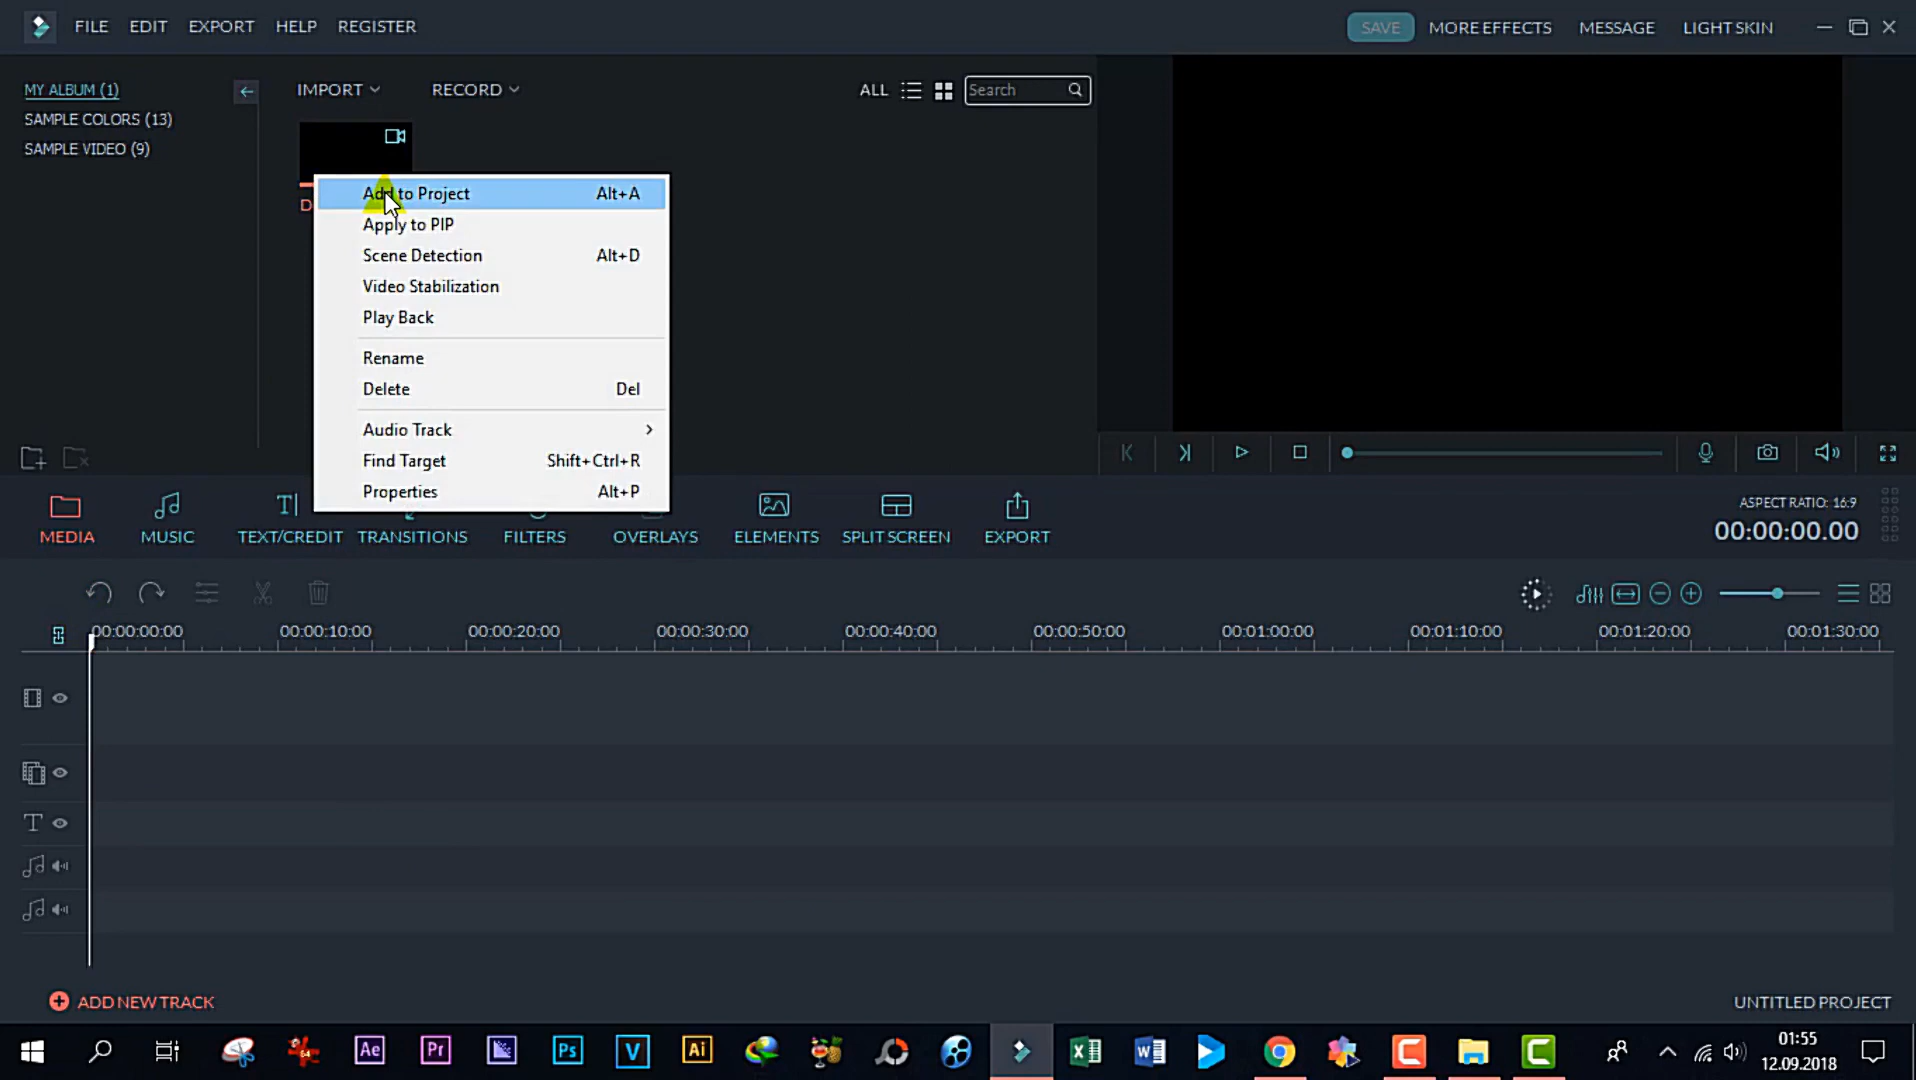 FILE EDIT EXPORT HELP REGISTER SAVE MORE EFFECTS MESSAGE LIGHT SKIN
MY ALBUM (1)
SAMPLE COLORS (13)
SAMPLE VIDEO (9)
IMPORT RECORD ALL Search
D
Add to Project Alt+A
Apply to PIP
Scene Detection Alt+D
Video Stabilization
Play Back
Rename
Delete Del
Audio Track
Find Target Shift+Ctrl+R
Properties Alt+P
MEDIA MUSIC TEXT/CREDIT TRANSITIONS FILTERS OVERLAYS ELEMENTS SPLIT SCREEN EXPORT
ASPECT RATIO: 16:9
00:00:00.00
00:00:00:00 00:00:10:00 00:00:20:00 00:00:30:00 00:00:40:00 00:00:50:00 00:01:00:00 00:01:10:00 00:01:20:00 00:01:30:00
T
ADD NEW TRACK
UNTITLED PROJECT
Ae Pr Ps V Ai
01:55
12.09.2018